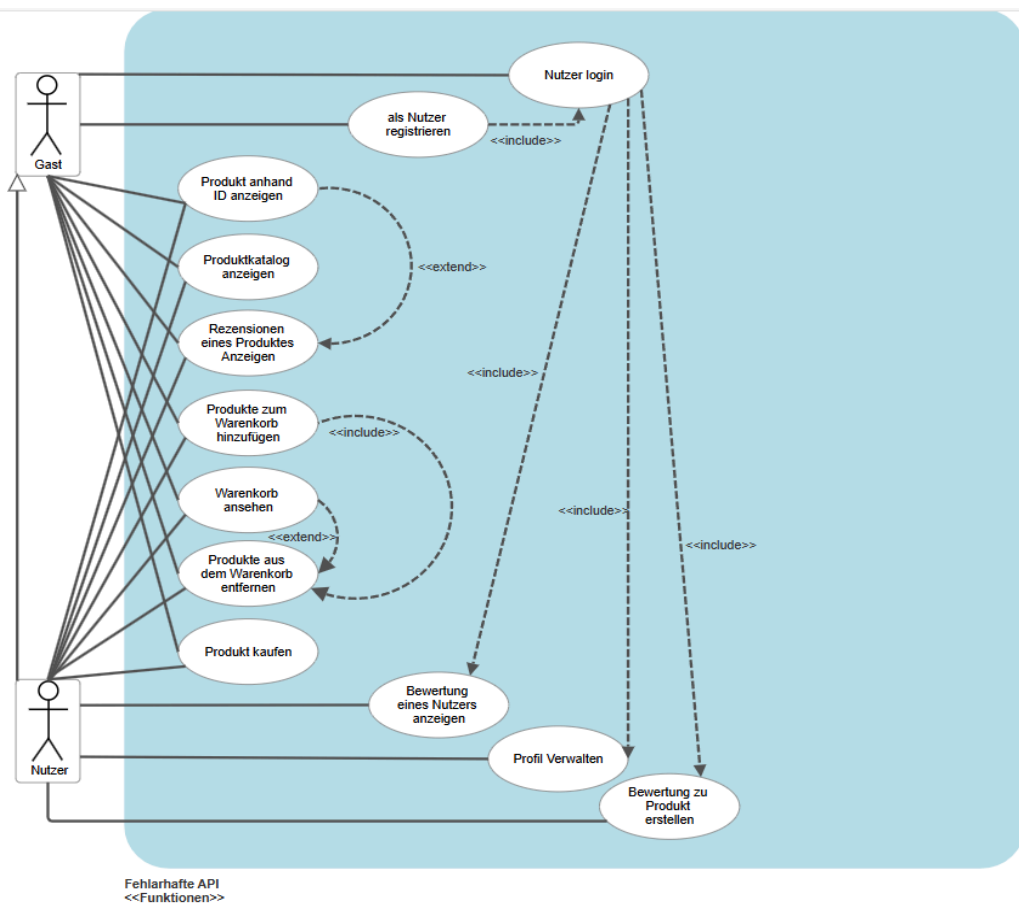 Nutzer login
als Nutzer
registrieren
<<include>>
Gast
Produkt anhand
ID anzeigen
Produktkatalog
anzeigen
<<extend>>
Rezensionen
eines Produktes
Anzeigen
<<include>>
Produkte zum
Warenkorb
hinzufügen
<<include>>
Warenkorb
ansehen
<<include>>
<<extend>>
<<include>>
Produkte aus
dem Warenkorb
entfernen
Produkt kaufen
Bewertung
eines Nutzers
anzeigen
Nutzer
Profil Verwalten
Bewertung zu
Produkt
erstellen
Fehlarhafte API
<<Funktionen>>